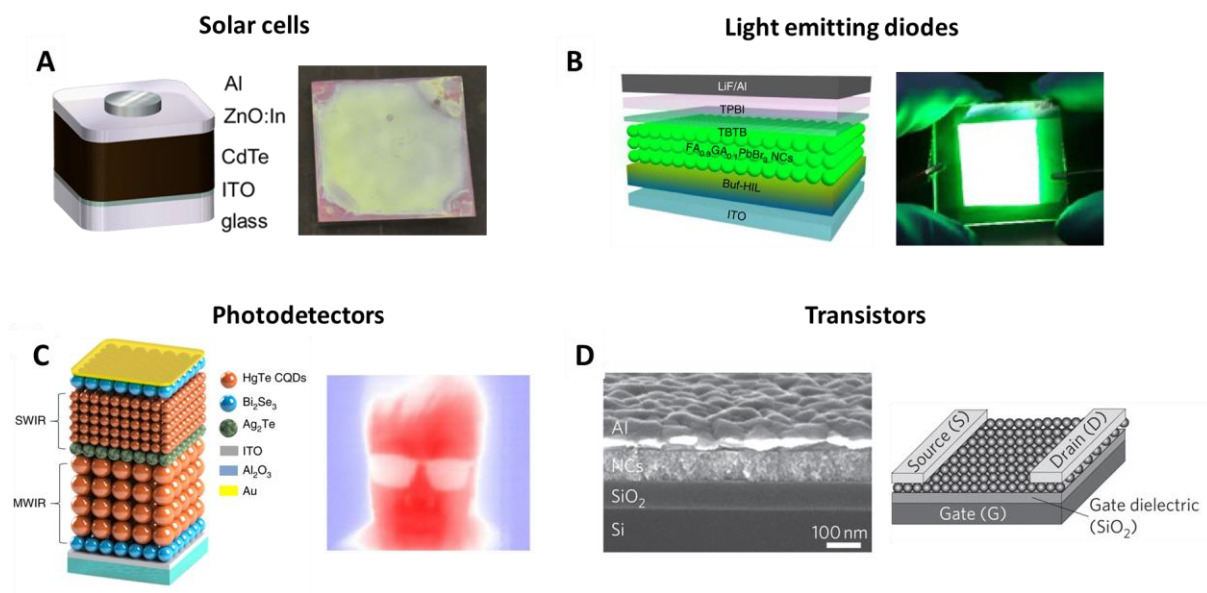 Solar cells
A
Al
ZnO:In
CdTe
ITO
glass
Light emitting diodes
B
LiF/Al
TPBI
TBTB
FA0.9GA0.1PbBr3 NCs
Buf-HIL
ITO
Photodetectors
C
SWIR
MWIR
HgTe CQDs
Bi2Se3
Ag2Te
ITO
Al2O3
Au
Transistors
D
Al
NCs
SiO2
Si
100 nm
Source (S)
Drain (D)
Gate (G)
Gate dielectric
(SiO2)